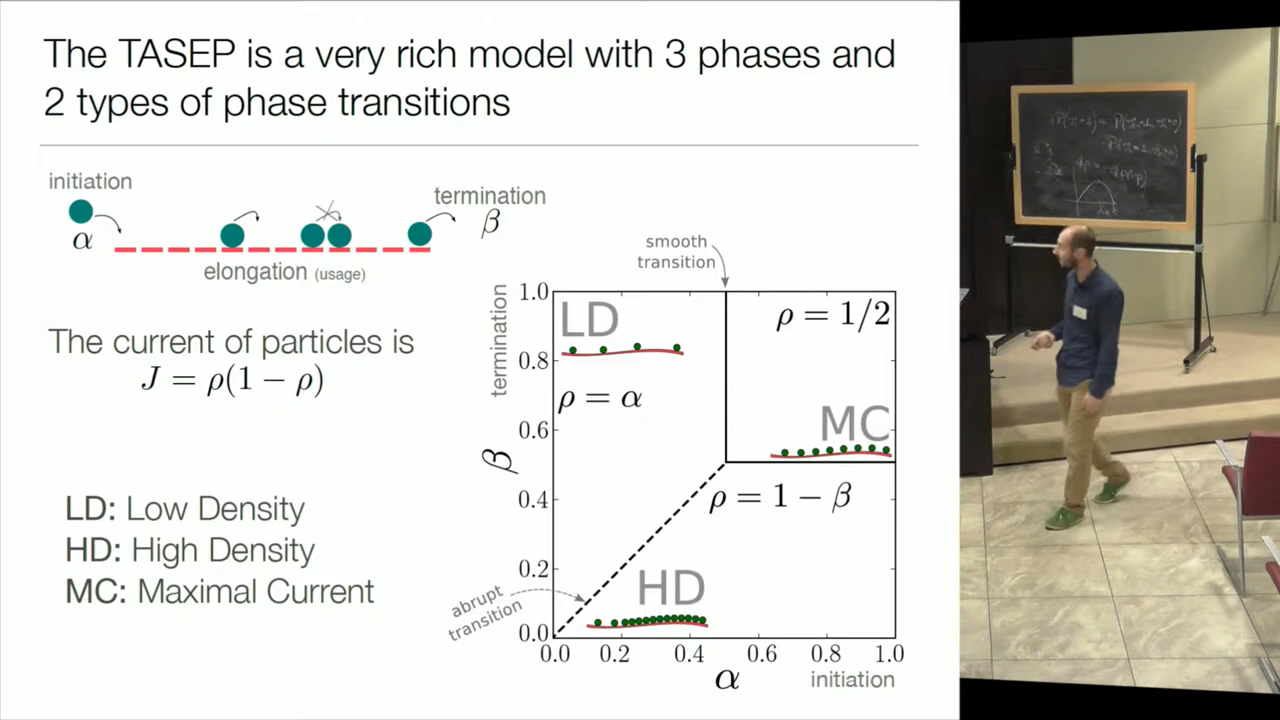 The TASEP is a very rich model with 3 phases and
2 types of phase transitions
initiation
α
termination
β
elongation (usage)
The current of particles is
J = ρ(1 − ρ)
LD: Low Density
HD: High Density
MC: Maximal Current
smooth
transition
termination
β
1.0
0.8
0.6
0.4
0.2
0.0
LD
ρ = α
ρ = 1/2
MC
ρ = 1 − β
HD
abrupt
transition
0.0 0.2 0.4 0.6 0.8 1.0
α
initiation